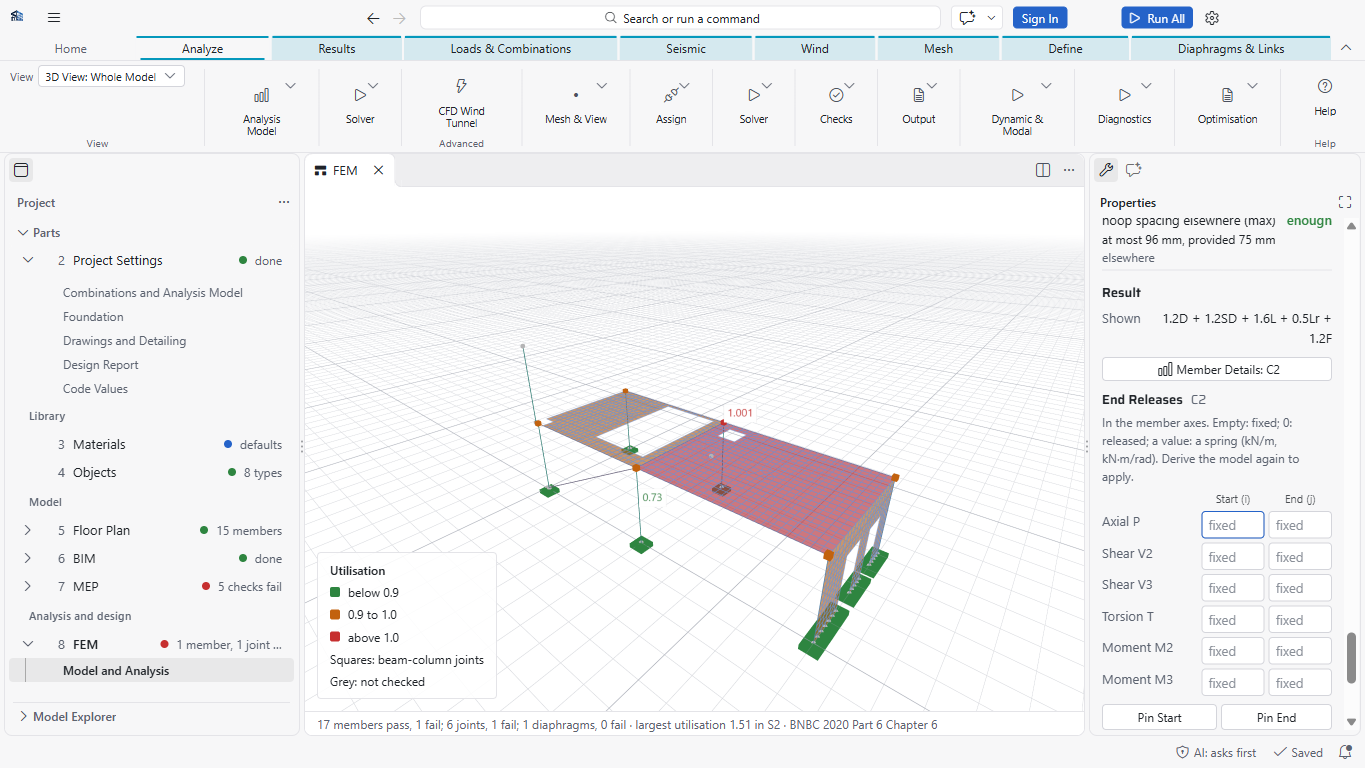 Search or run a command
Sign In
Run All
Home
Analyze
Results
Loads & Combinations
Seismic
Wind
Mesh
Define
Diaphragms & Links
View
3D View: Whole Model
View
Analysis
Model
Solver
CFD Wind
Tunnel
Advanced
Mesh & View
Assign
Solver
Checks
Output
Dynamic &
Modal
Diagnostics
Optimisation
Help
Help
Project
Parts
2 Project Settings done
Combinations and Analysis Model
Foundation
Drawings and Detailing
Design Report
Code Values
Library
3 Materials defaults
4 Objects 8 types
Model
5 Floor Plan 15 members
6 BIM done
7 MEP 5 checks fail
Analysis and design
8 FEM 1 member, 1 joint ...
Model and Analysis
Model Explorer
FEM
1.001
0.73
Utilisation
below 0.9
0.9 to 1.0
above 1.0
Squares: beam-column joints
Grey: not checked
17 members pass, 1 fail; 6 joints, 1 fail; 1 diaphragms, 0 fail · largest utilisation 1.51 in S2 · BNBC 2020 Part 6 Chapter 6
Properties
hoop spacing elsewhere (max) enough
at most 96 mm, provided 75 mm
elsewhere
Result
Shown 1.2D + 1.2SD + 1.6L + 0.5Lr +
1.2F
Member Details: C2
End Releases C2
In the member axes. Empty: fixed; 0:
released; a value: a spring (kN/m,
kN·m/rad). Derive the model again to
apply.
Start (i) End (j)
Axial P fixed fixed
Shear V2 fixed fixed
Shear V3 fixed fixed
Torsion T fixed fixed
Moment M2 fixed fixed
Moment M3 fixed fixed
Pin Start Pin End
AI: asks first
Saved